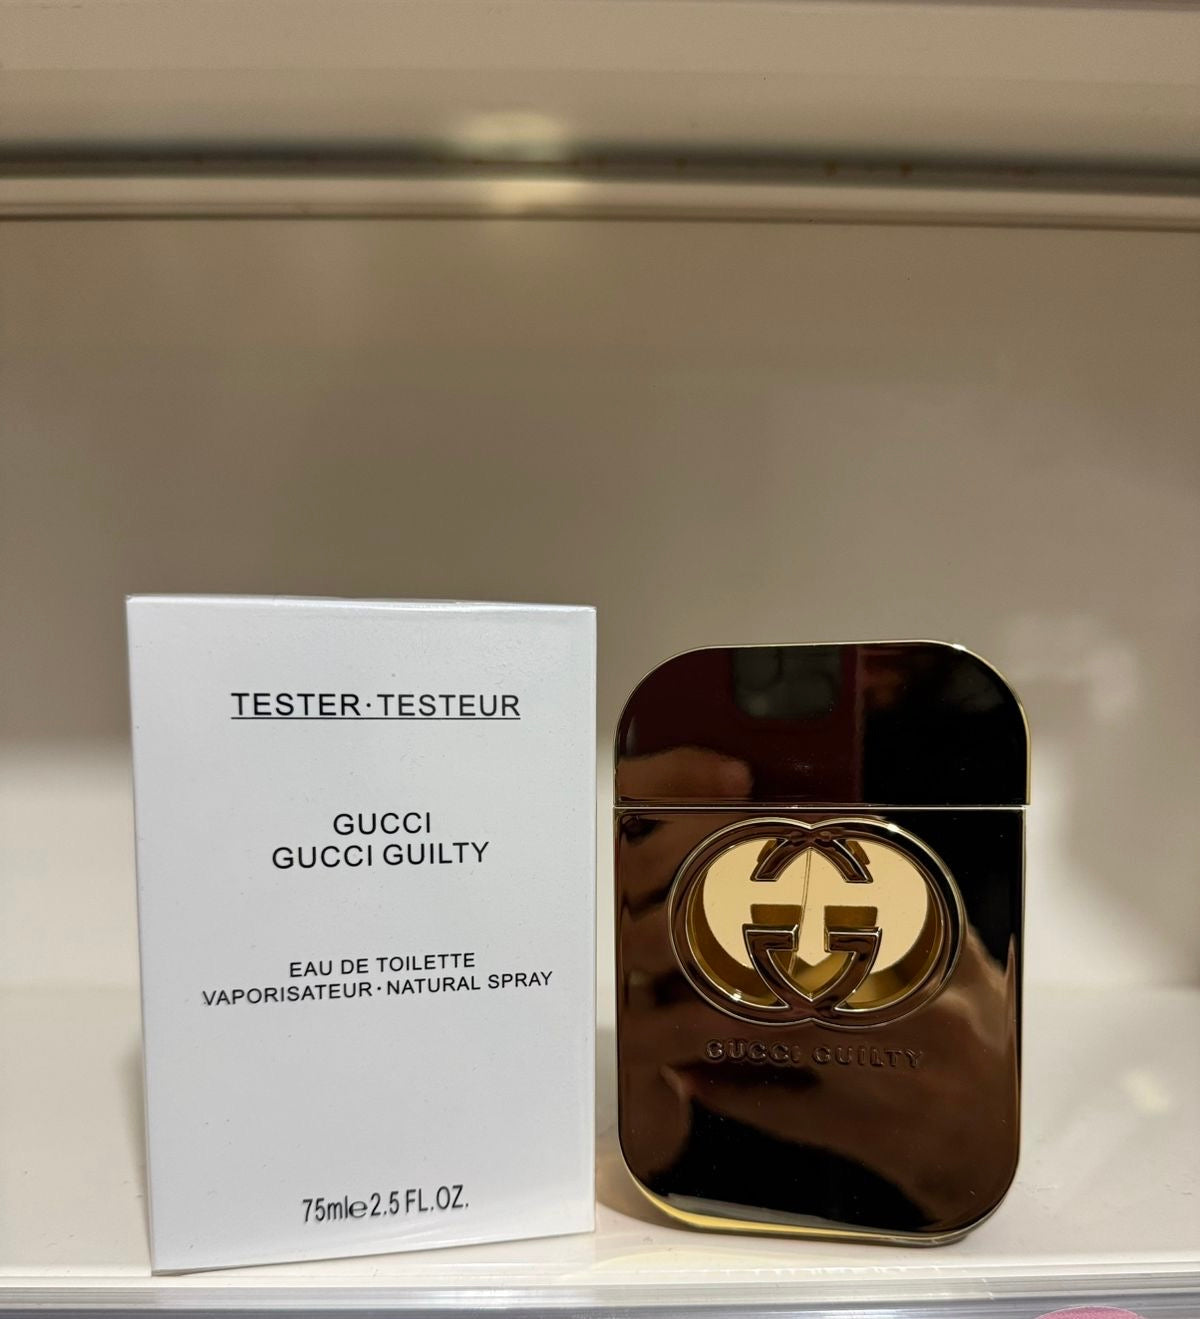 TESTER·TESTEUR
GUCCI
GUCCI GUILTY
EAU DE TOILETTE
VAPORISATEUR·NATURAL SPRAY
75ml℮2.5 FL.OZ.
GUCCI GUILTY